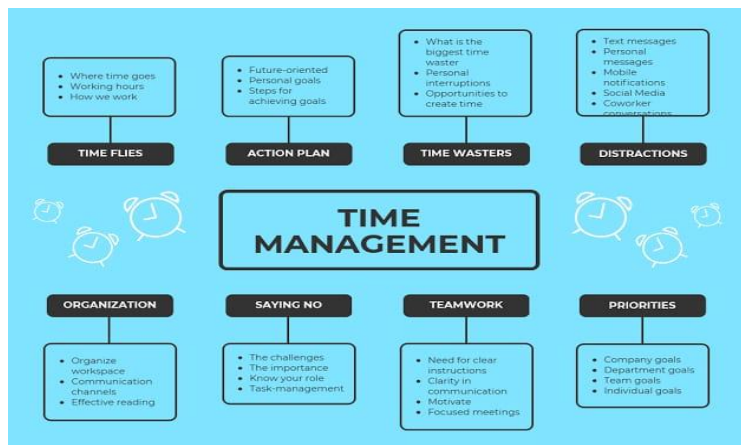 • Where time goes
• Working hours
• How we work
TIME FLIES
• Future-oriented
• Personal goals
• Steps for
achieving goals
ACTION PLAN
• What is the
biggest time
waster
• Personal
interruptions
• Opportunities to
create time
TIME WASTERS
• Text messages
• Personal
messages
• Mobile
notifications
• Social Media
• Coworker
conversations
DISTRACTIONS
TIME
MANAGEMENT
ORGANIZATION
• Organize
workspace
• Communication
channels
• Effective reading
SAYING NO
• The challenges
• The importance
• Know your role
• Task-management
TEAMWORK
• Need for clear
instructions
• Clarity in
communication
• Motivate
• Focused meetings
PRIORITIES
• Company goals
• Department goals
• Team goals
• Individual goals